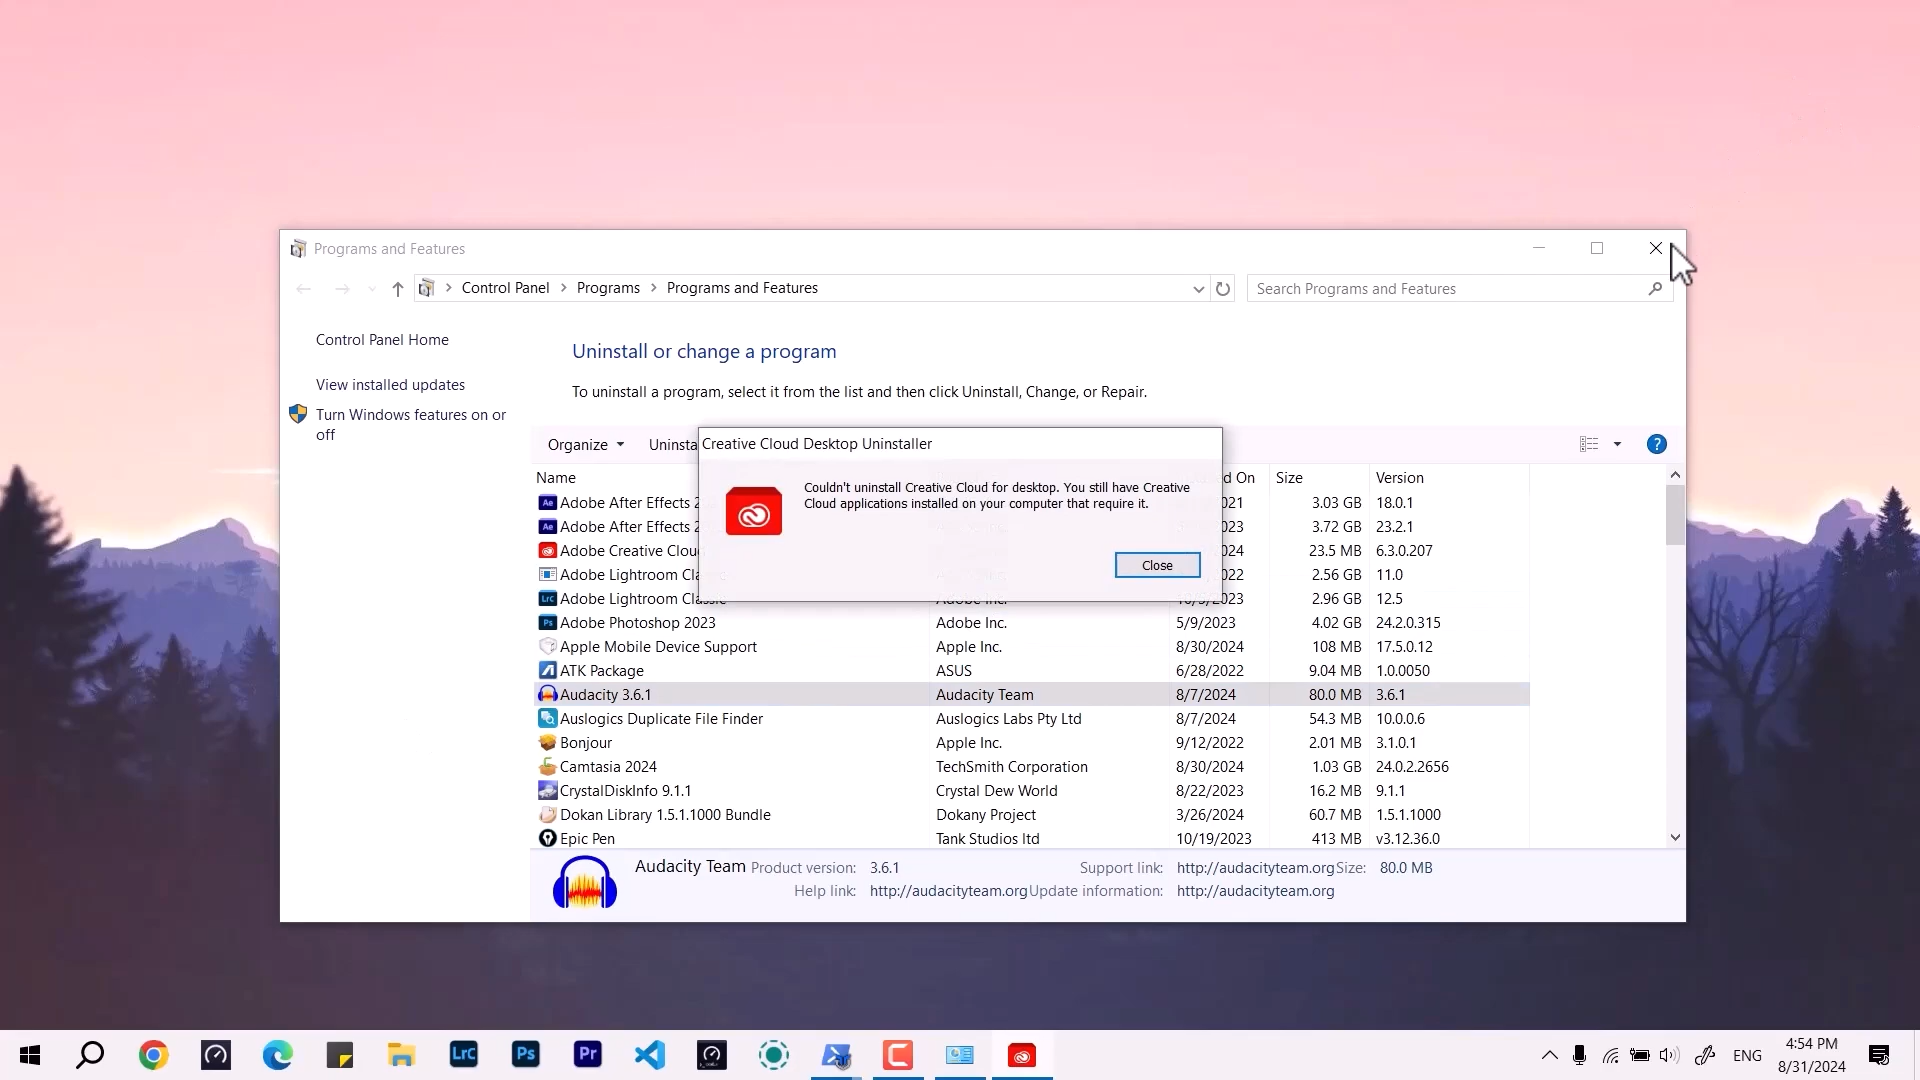 Programs and Features
Control Panel Programs Programs and Features
Search Programs and Features
Control Panel Home
View installed updates
Turn Windows features on or
off
Uninstall or change a program
To uninstall a program, select it from the list and then click Uninstall, Change, or Repair.
Organize
Creative Cloud Desktop Uninstaller
Couldn't uninstall Creative Cloud for desktop. You still have Creative
Cloud applications installed on your computer that require it.
Close
Name On Size Version
Adobe After Effects 3.03 GB 18.0.1
Adobe After Effects 3.72 GB 23.2.1
Adobe Creative 23.5 MB 6.3.0.207
Adobe Lightroom 2.56 GB 11.0
Adobe Lightroom Classic Adobe Inc. 10/5/2023 2.96 GB 12.5
Adobe Photoshop 2023 Adobe Inc. 5/9/2023 4.02 GB 24.2.0.315
Apple Mobile Device Support Apple Inc. 8/30/2024 108 MB 17.5.0.12
ATK Package ASUS 6/28/2022 9.04 MB 1.0.0050
Audacity 3.6.1 Audacity Team 8/7/2024 80.0 MB 3.6.1
Auslogics Duplicate File Finder Auslogics Labs Pty Ltd 8/7/2024 54.3 MB 10.0.0.6
Bonjour Apple Inc. 9/12/2022 2.01 MB 3.1.0.1
Camtasia 2024 TechSmith Corporation 8/30/2024 1.03 GB 24.0.2.2656
CrystalDiskInfo 9.1.1 Crystal Dew World 8/22/2023 16.2 MB 9.1.1
Dokan Library 1.5.1.1000 Bundle Dokany Project 3/26/2024 60.7 MB 1.5.1.1000
Epic Pen Tank Studios ltd 10/19/2023 413 MB v3.12.36.0
Audacity Team Product version: 3.6.1 Support link: http://audacityteam.org Size: 80.0 MB
Help link: http://audacityteam.org Update information: http://audacityteam.org
LrC Ps Pr ENG
4:54 PM
8/31/2024